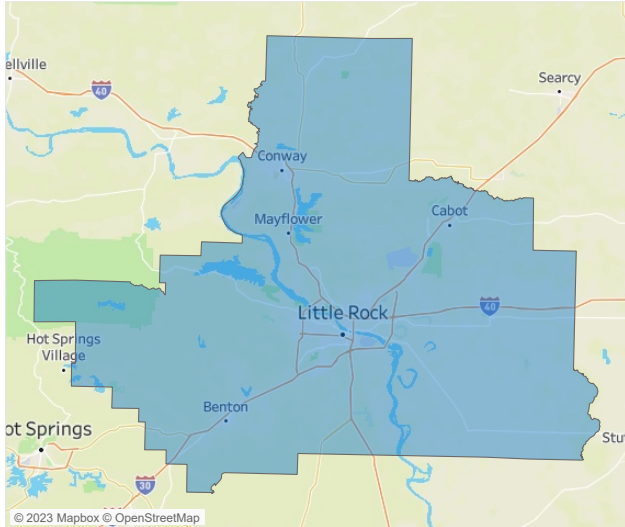 ellville
40
Searcy
Conway
Mayflower
Cabot
Little Rock
40
Hot Springs
Village
Benton
ot Springs
Stu
30
© 2023 Mapbox © OpenStreetMap